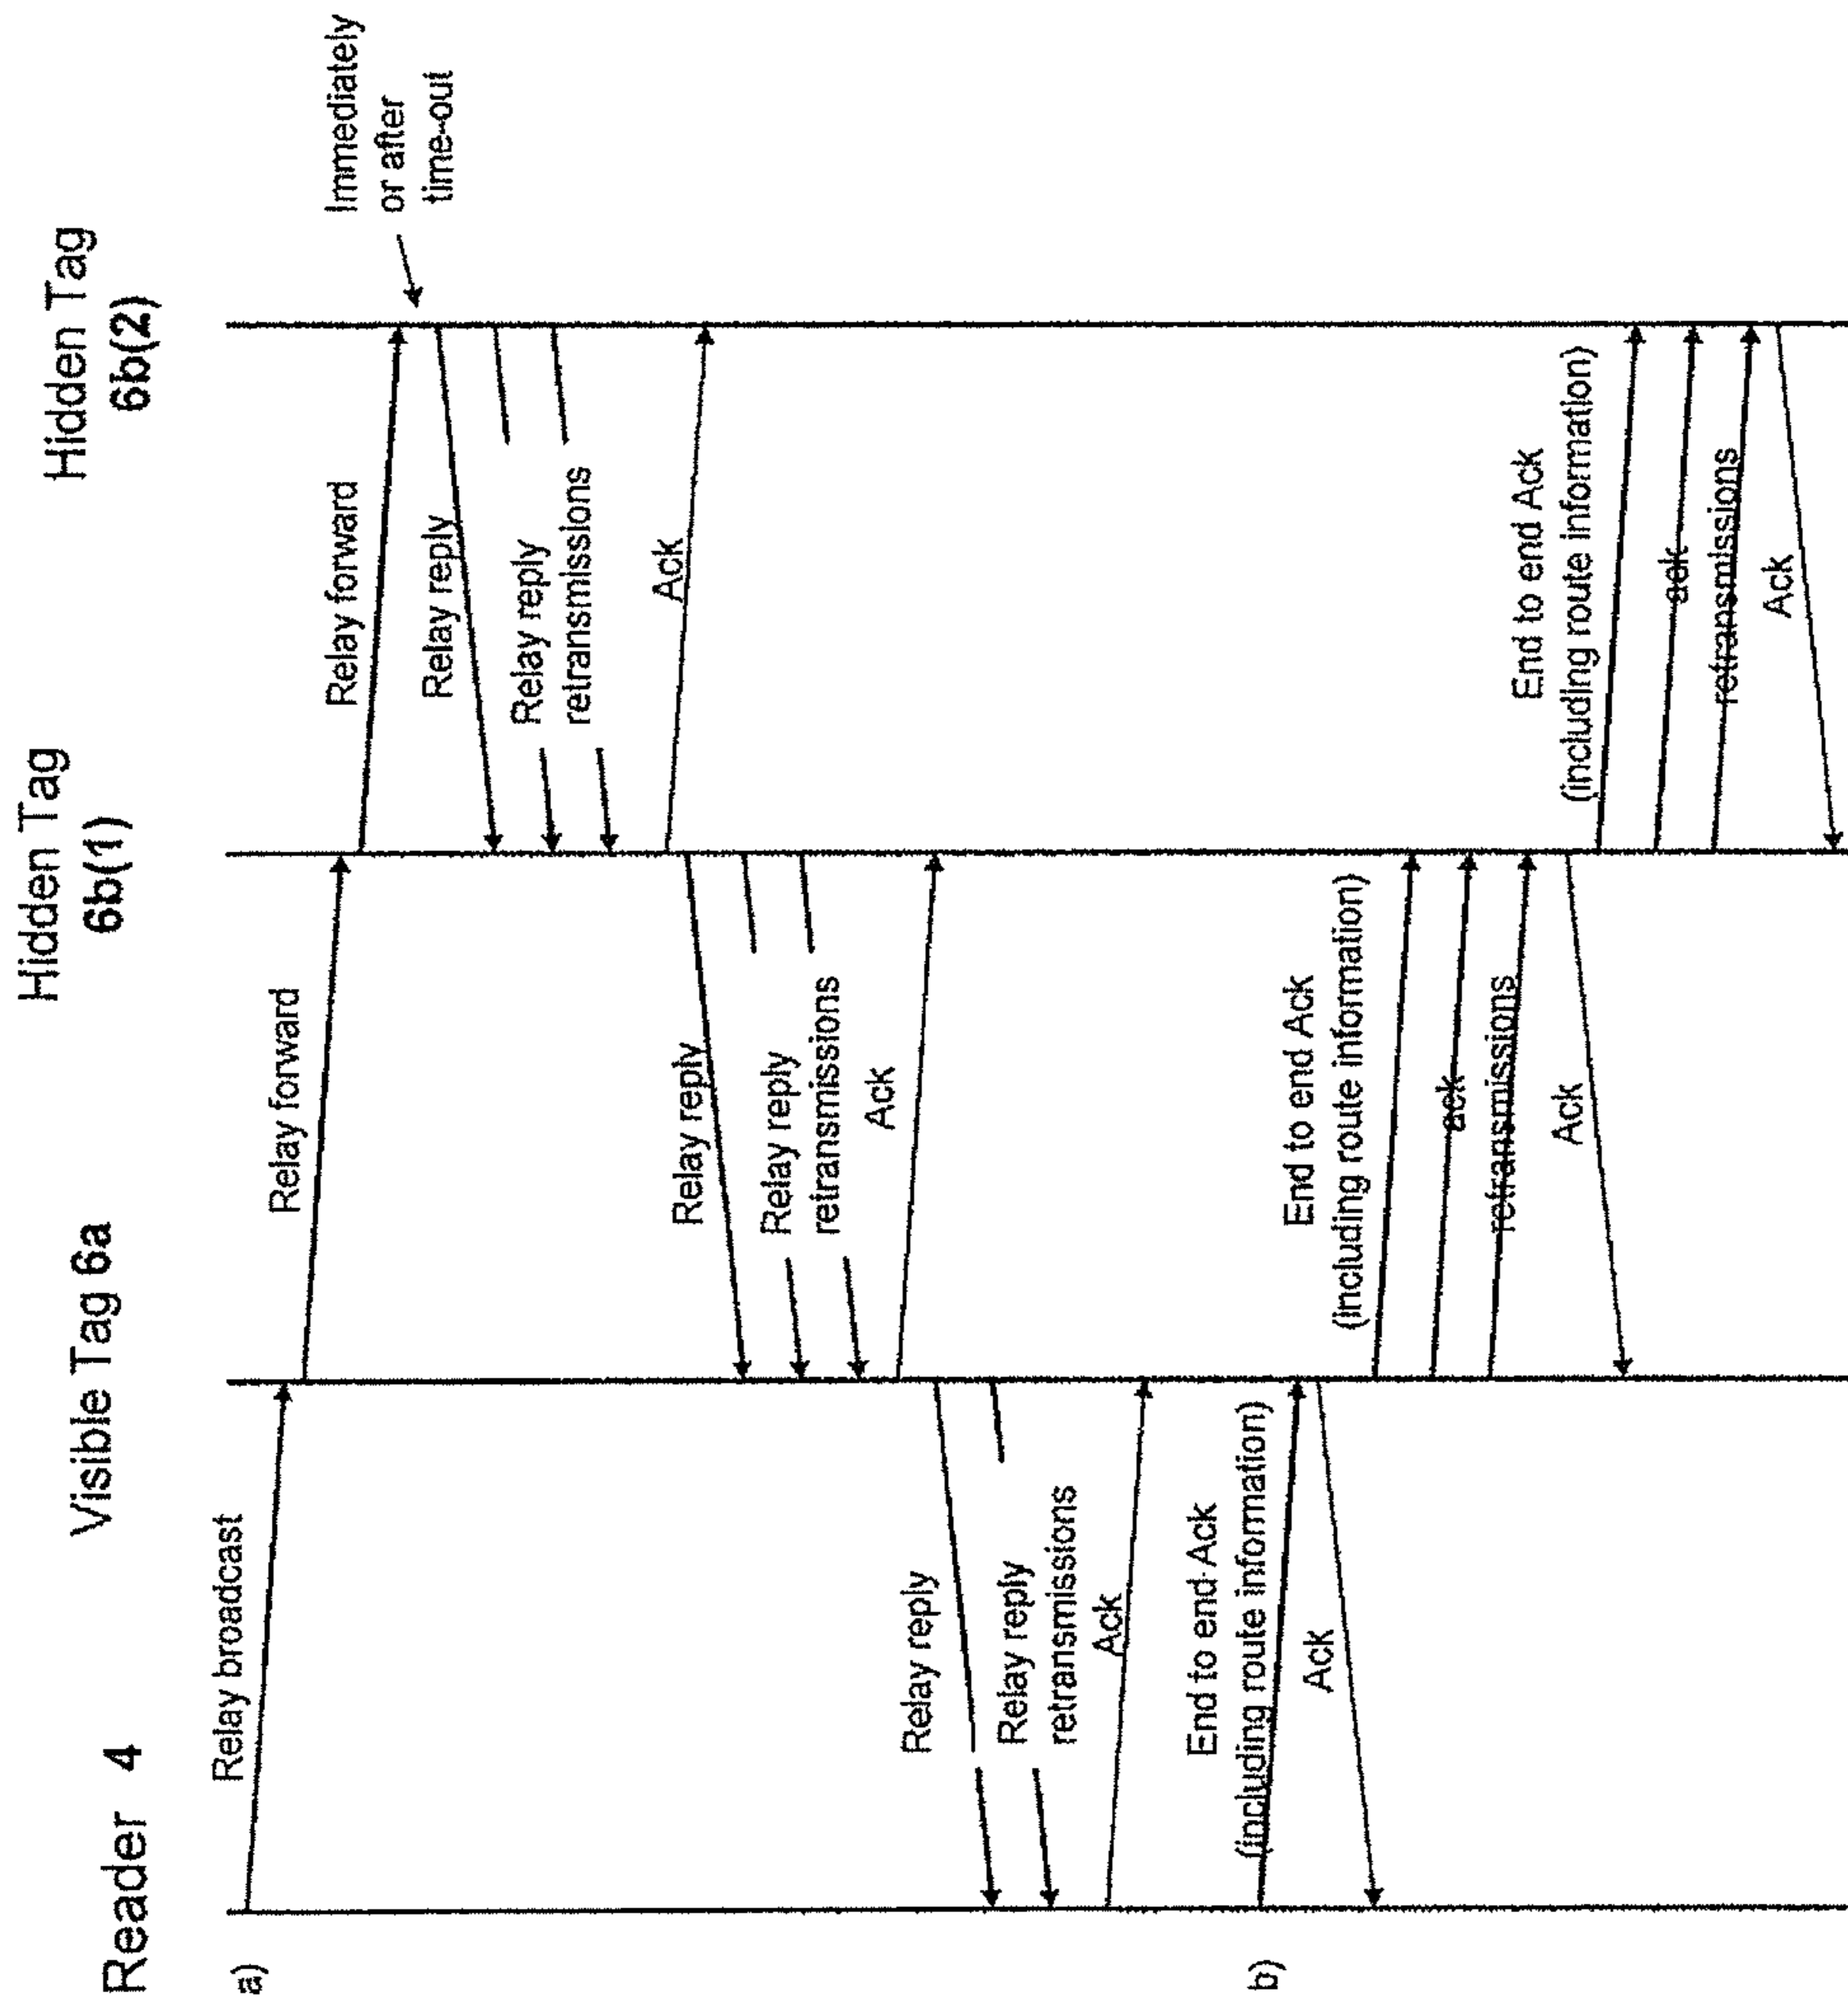 Reader 4
Visible Tag 6a
Hidden Tag
6b(1)
Hidden Tag
6b(2)
a)
Relay broadcast
Relay forward
Relay forward
Immediately
or after
time-out
Relay reply
Relay reply
retransmissions
Ack
Relay reply
Relay reply
retransmissions
Ack
Relay reply
Relay reply
retransmissions
Ack
b)
End to end Ack
(including route information)
Ack
End to end Ack
(including route information)
ack
retransmissions
Ack
End to end Ack
(including route information)
ack
retransmissions
Ack